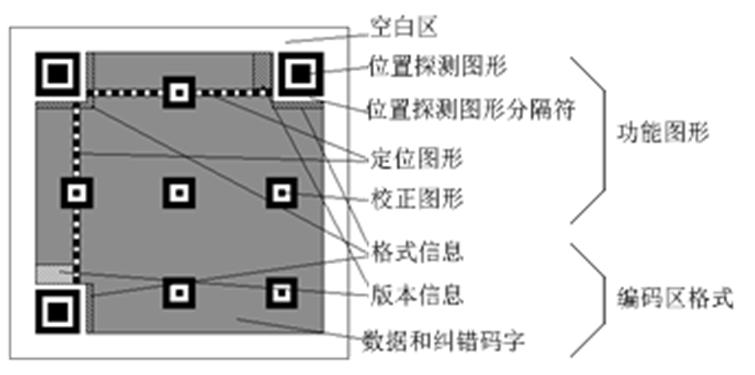 空白区
位置探测图形
位置探测图形分隔符
定位图形
校正图形
功能图形
格式信息
版本信息
数据和纠错码字
编码区格式